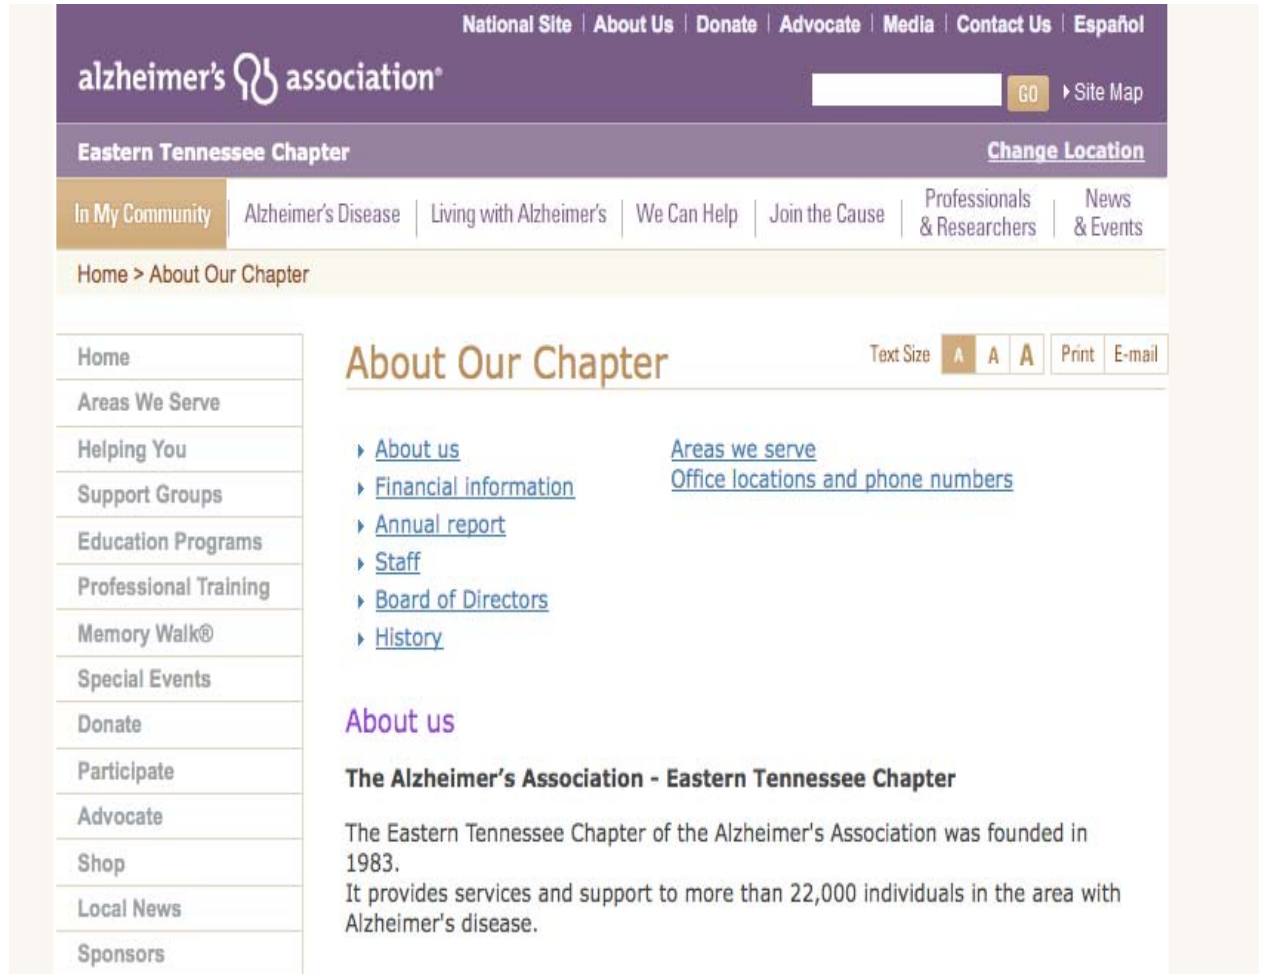 National Site | About Us | Donate | Advocate | Media | Contact Us | Español
alzheimer's association®
GO Site Map
Eastern Tennessee Chapter
Change Location
In My Community | Alzheimer's Disease | Living with Alzheimer's | We Can Help | Join the Cause | Professionals & Researchers | News & Events
Home > About Our Chapter
Home
Areas We Serve
Helping You
Support Groups
Education Programs
Professional Training
Memory Walk®
Special Events
Donate
Participate
Advocate
Shop
Local News
Sponsors
About Our Chapter
Text Size A A A Print E-mail
About us
Financial information
Annual report
Staff
Board of Directors
History
Areas we serve
Office locations and phone numbers
About us
The Alzheimer’s Association - Eastern Tennessee Chapter
The Eastern Tennessee Chapter of the Alzheimer's Association was founded in
1983.
It provides services and support to more than 22,000 individuals in the area with
Alzheimer's disease.